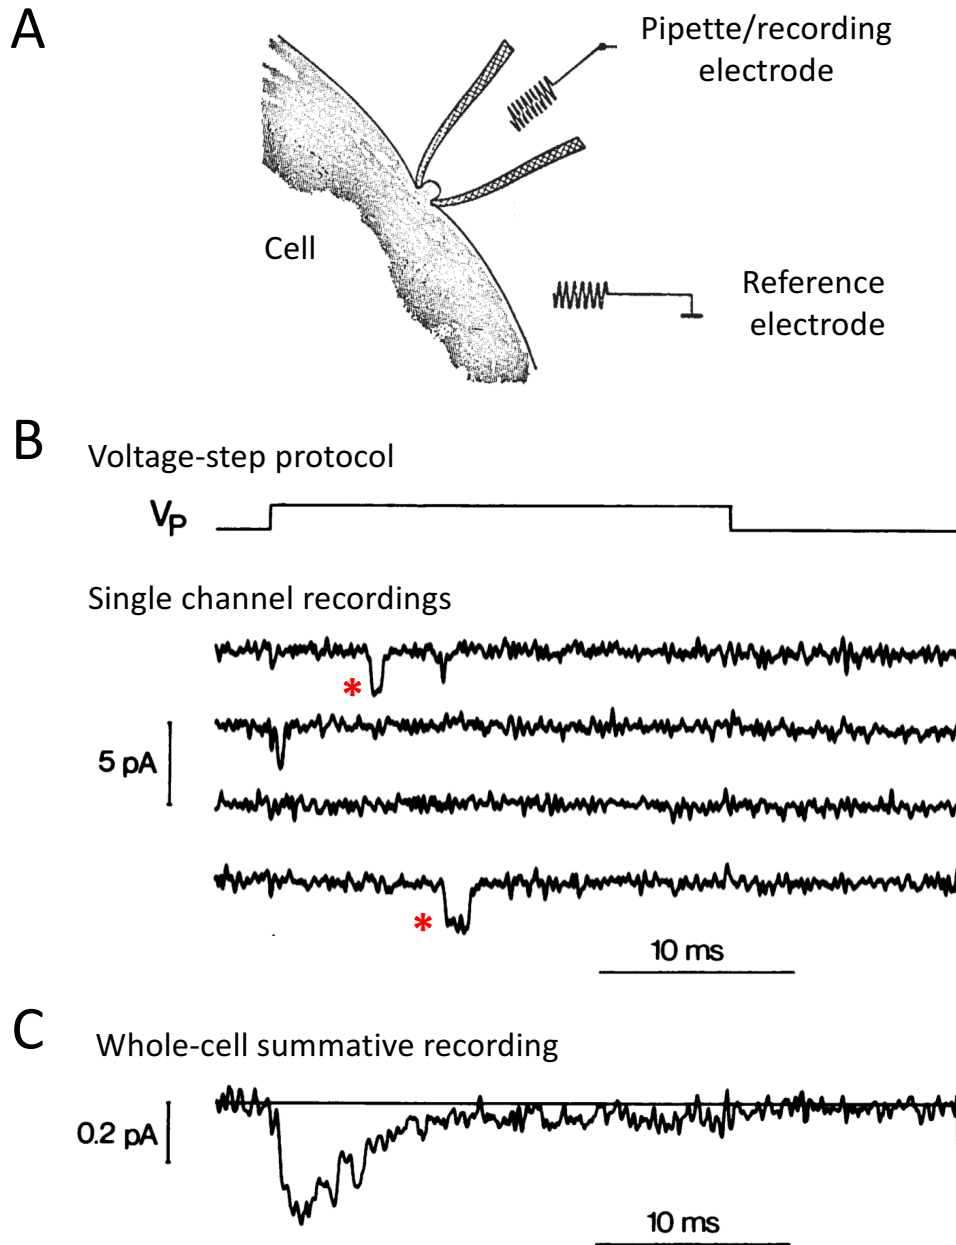 A
Pipette/recording
electrode
Cell
Reference
electrode
B
Voltage-step protocol
VP
Single channel recordings
*
5 pA
*
10 ms
C
Whole-cell summative recording
0.2 pA
10 ms